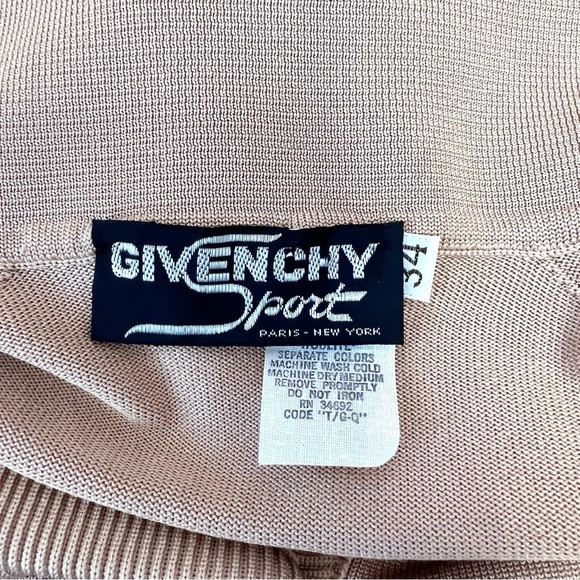 GIVENCHY
Sport
PARIS - NEW YORK
34
SEPARATE COLORS
MACHINE WASH COLD
MACHINE DRY MEDIUM
REMOVE PROMPTLY
DO NOT IRON
RN 34692
CODE "T/G-Q"